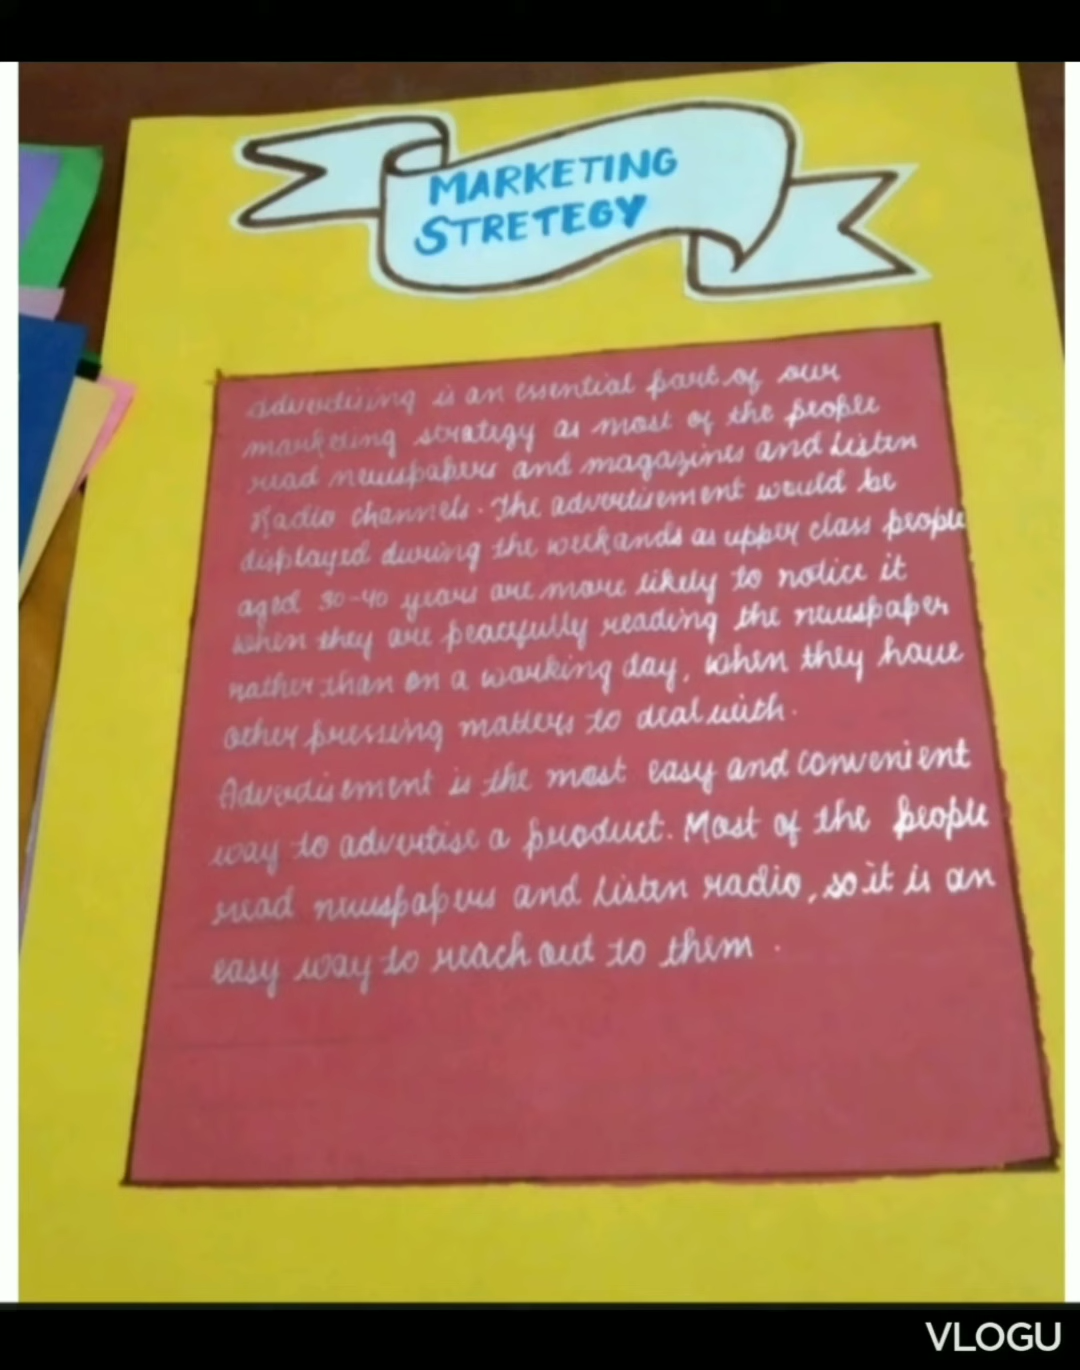 MARKETING
STRETEGY
Advertising is an essential part of our
marketing strategy as most of the people
read newspapers and magazines and listen
Radio channels. The advertisement would be
displayed during the weekands as upper class people
aged 30-40 years are more likely to notice it
when they are peacefully reading the newspaper
rather than on a working day, when they have
other pressing matters to deal with.
Advertisement is the most easy and convenient
way to advertise a product. Most of the people
read newspapers and listen radio, so it is an
easy way to reach out to them.
VLOGU